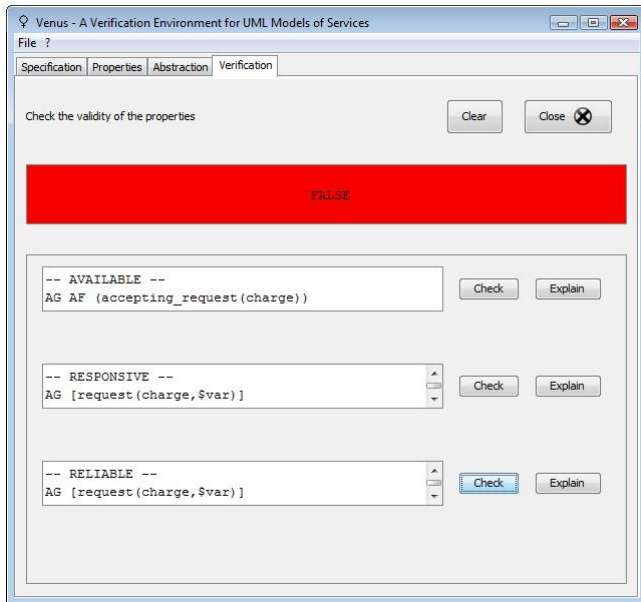 Venus - A Verification Environment for UML Models of Services
File ?
Specification Properties Abstraction Verification
Check the validity of the properties
Clear
Close
FALSE
-- AVAILABLE --
AG AF (accepting_request(charge))
Check
Explain
-- RESPONSIVE --
AG [request(charge,$var)]
Check
Explain
-- RELIABLE --
AG [request(charge,$var)]
Check
Explain